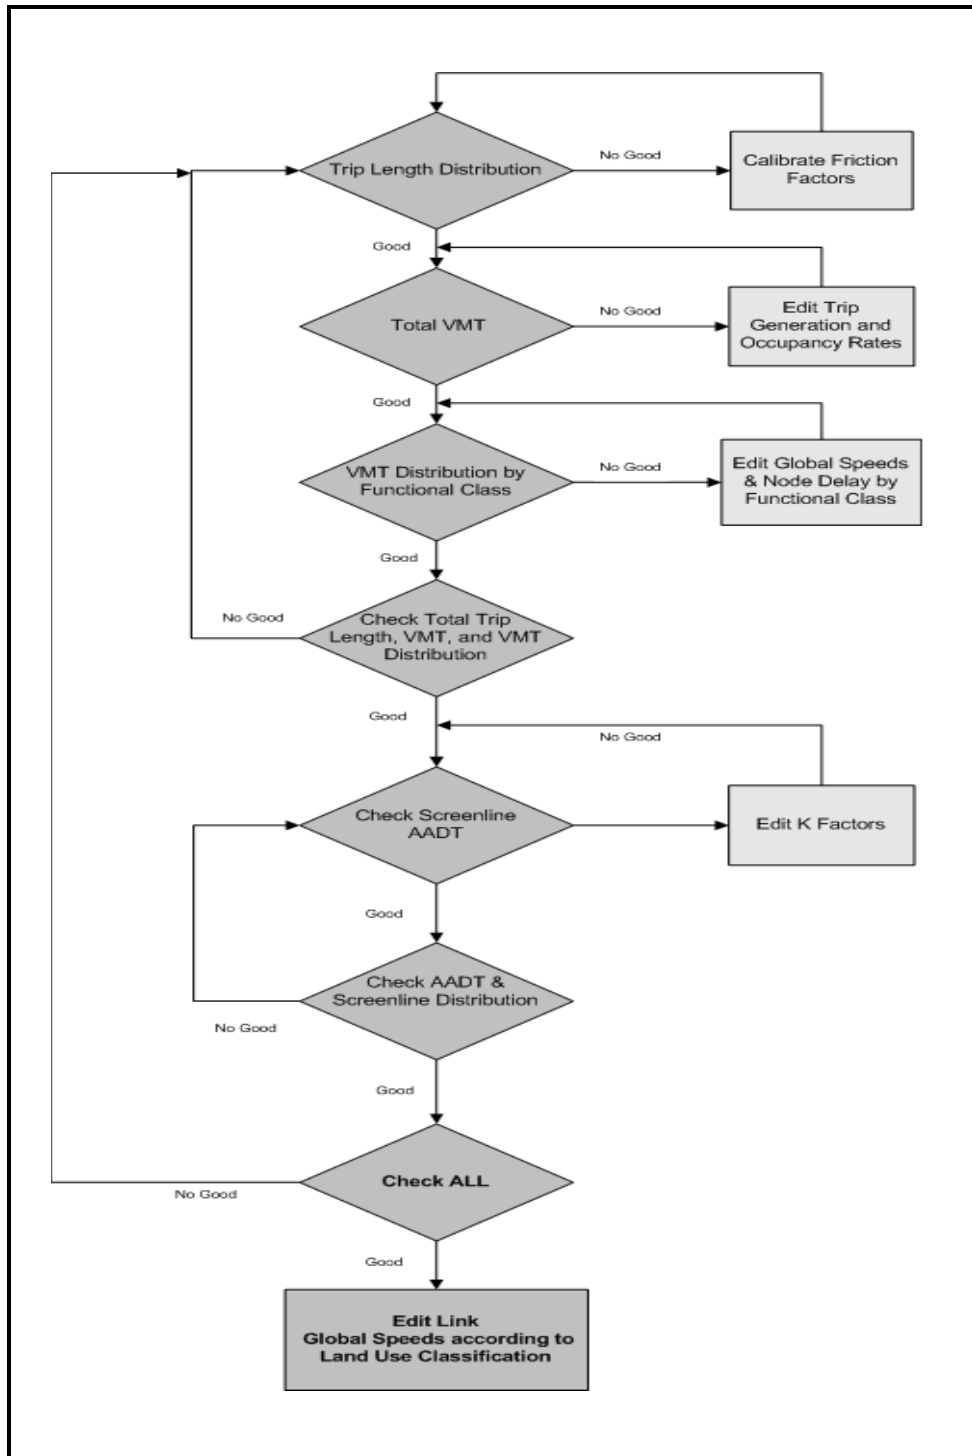 Trip Length Distribution
No Good
Calibrate Friction
Factors
Good
Total VMT
No Good
Edit Trip
Generation and
Occupancy Rates
Good
VMT Distribution by
Functional Class
No Good
Edit Global Speeds
& Node Delay by
Functional Class
Good
Check Total Trip
Length, VMT, and VMT
Distribution
No Good
Good
No Good
Check Screenline
AADT
Edit K Factors
Good
Check AADT &
Screenline Distribution
No Good
Good
Check ALL
No Good
Good
Edit Link
Global Speeds according to
Land Use Classification